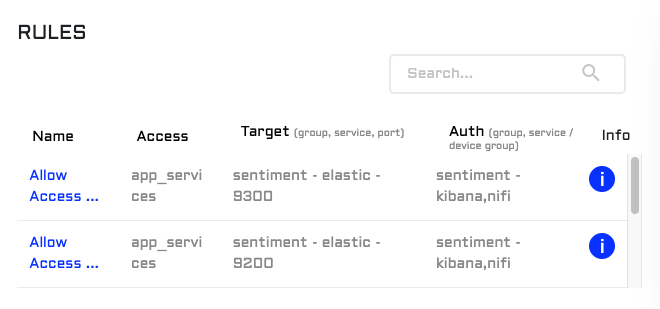 RULES
Search...
Name Access Target (group, service, port) Auth (group, service / device group) Info
Allow Access ... app_services sentiment - elastic - 9300 sentiment - kibana,nifi i
Allow Access ... app_services sentiment - elastic - 9200 sentiment - kibana,nifi i